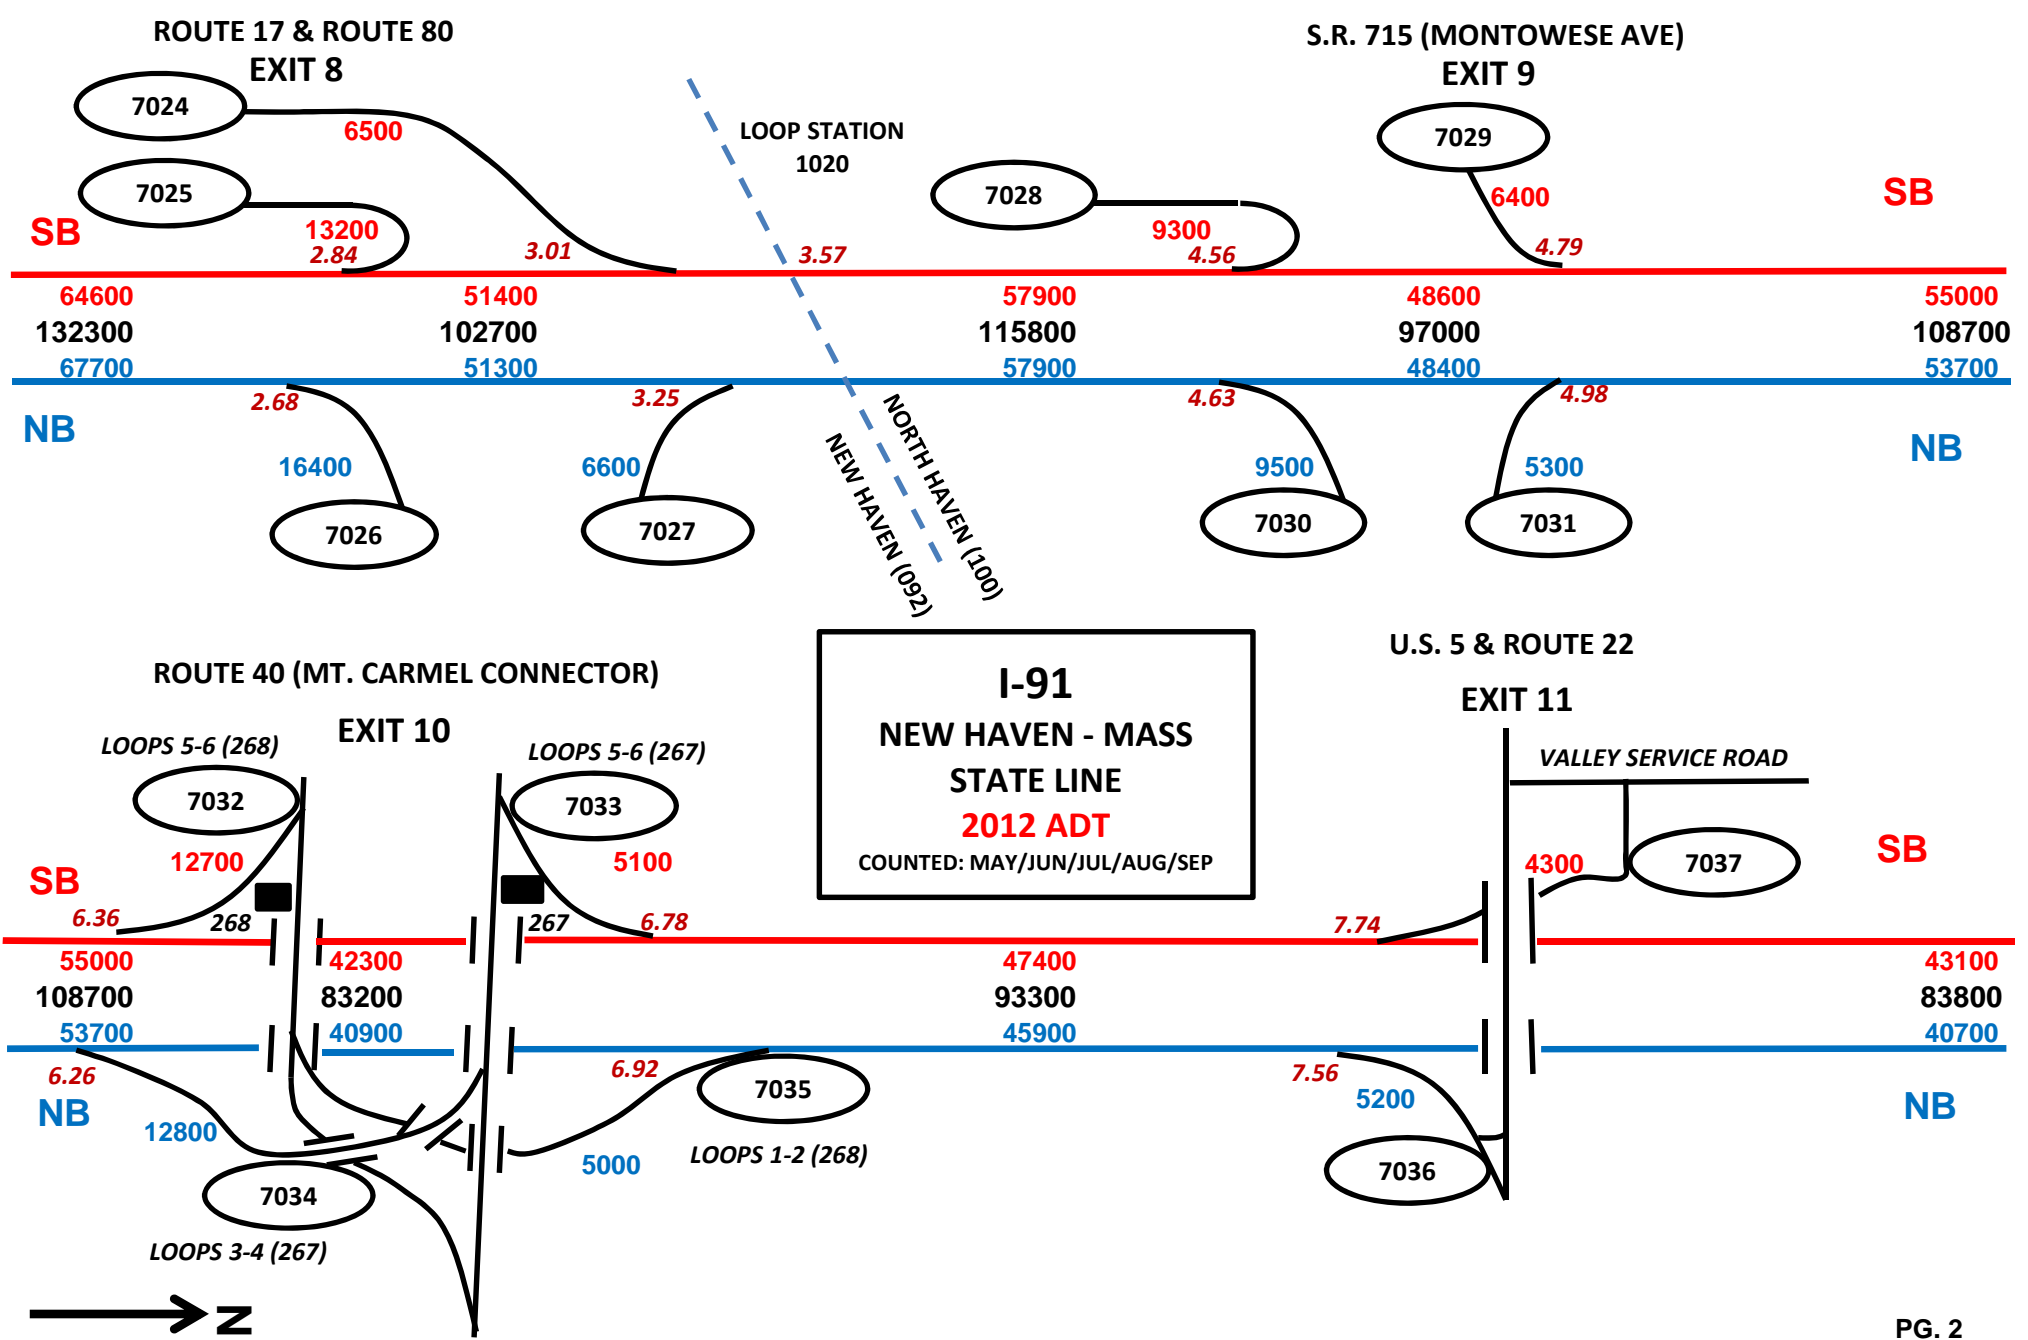 ROUTE 17 & ROUTE 80
EXIT 8
S.R. 715 (MONTOWESE AVE)
EXIT 9
7024
6500
LOOP STATION
1020
7029
7025
7028
6400
SB
SB
13200
9300
2.84
3.01
3.57
4.56
4.79
64600
51400
57900
48600
55000
132300
102700
115800
97000
108700
67700
51300
57900
48400
53700
2.68
3.25
4.63
4.98
NB
NB
NORTH HAVEN (100)
NEW HAVEN (092)
16400
6600
9500
5300
7026
7027
7030
7031
ROUTE 40 (MT. CARMEL CONNECTOR)
EXIT 10
I-91
NEW HAVEN - MASS
STATE LINE
2012 ADT
COUNTED: MAY/JUN/JUL/AUG/SEP
U.S. 5 & ROUTE 22
EXIT 11
LOOPS 5-6 (268)
LOOPS 5-6 (267)
VALLEY SERVICE ROAD
7032
7033
12700
5100
4300
7037
SB
SB
6.36
268
267
6.78
7.74
55000
42300
47400
43100
108700
83200
93300
83800
53700
40900
45900
40700
6.26
6.92
7.56
7035
NB
NB
12800
5200
5000
LOOPS 1-2 (268)
7034
7036
LOOPS 3-4 (267)
N
PG. 2